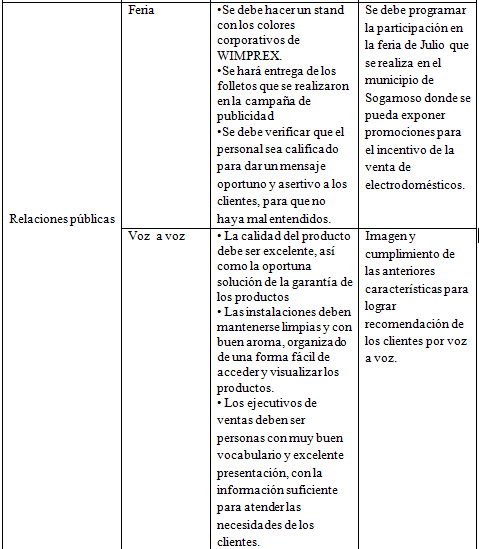 Relaciones públicas
Feria
•Se debe hacer un stand
con los colores
corporativos de
WIMPREX.
•Se hará entrega de los
folletos que se realizaron
en la campaña de
publicidad
•Se debe verificar que el
personal sea calificado
para dar un mensaje
oportuno y asertivo a los
clientes, para que no
haya mal entendidos.
Se debe programar
la participación en
la feria de Julio que
se realiza en el
municipio de
Sogamoso donde se
pueda exponer
promociones para
el incentivo de la
venta de
electrodomésticos.
Voz a voz
• La calidad del producto
debe ser excelente, así
como la oportuna
solución de la garantía de
los productos
• Las instalaciones deben
mantenerse limpias y con
buen aroma, organizado
de una forma fácil de
acceder y visualizar los
productos.
• Los ejecutivos de
ventas deben ser
personas con muy buen
vocabulario y excelente
presentación, con la
información suficiente
para atender las
necesidades de los
clientes.
Imagen y
cumplimiento de
las anteriores
características para
lograr
recomendación de
los clientes por voz
a voz.